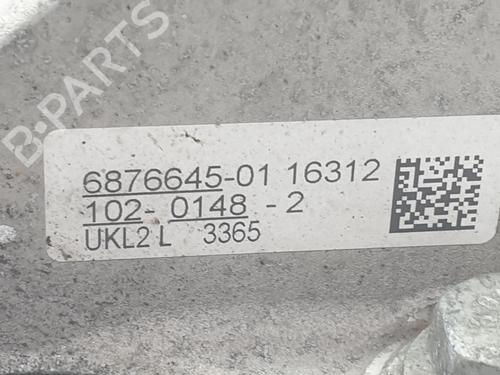 B-PARTS
6876645-01 16312
102- 0148 - 2
UKL2 L 3365